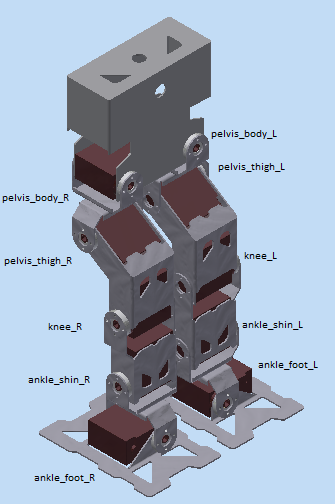 pelvis_body_L
pelvis_thigh_L
pelvis_body_R
knee_L
pelvis_thigh_R
ankle_shin_L
knee_R
ankle_foot_L
ankle_shin_R
ankle_foot_R